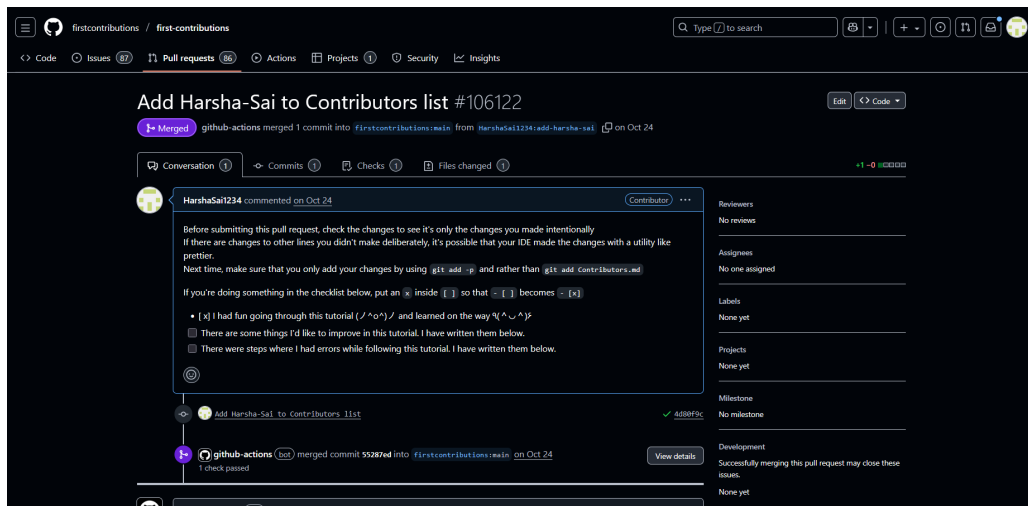 firstcontributions / first-contributions
Type / to search
Code Issues 87 Pull requests 86 Actions Projects 1 Security Insights
Add Harsha-Sai to Contributors list #106122
Edit Code
Merged github-actions merged 1 commit into firstcontributions:main from HarshaSai1234:add-harsha-sai on Oct 24
Conversation 1 Commits 1 Checks 1 Files changed 1
+1 −0
HarshaSai1234 commented on Oct 24
Contributor
Before submitting this pull request, check the changes to see it's only the changes you made intentionally
If there are changes to other lines you didn't make deliberately, it's possible that your IDE made the changes with a utility like
prettier.
Next time, make sure that you only add your changes by using git add -p and rather than git add Contributors.md
If you're doing something in the checklist below, put an x inside [ ] so that - [ ] becomes - [x]
• [ x] I had fun going through this tutorial (ノ^o^)ノ and learned on the way ٩(^◡^)۶
There are some things I'd like to improve in this tutorial. I have written them below.
There were steps where I had errors while following this tutorial. I have written them below.
Add Harsha-Sai to Contributors list
4d80f9c
github-actions bot merged commit 55287ed into firstcontributions:main on Oct 24
1 check passed
View details
Reviewers
No reviews
Assignees
No one assigned
Labels
None yet
Projects
None yet
Milestone
No milestone
Development
Successfully merging this pull request may close these
issues.
None yet